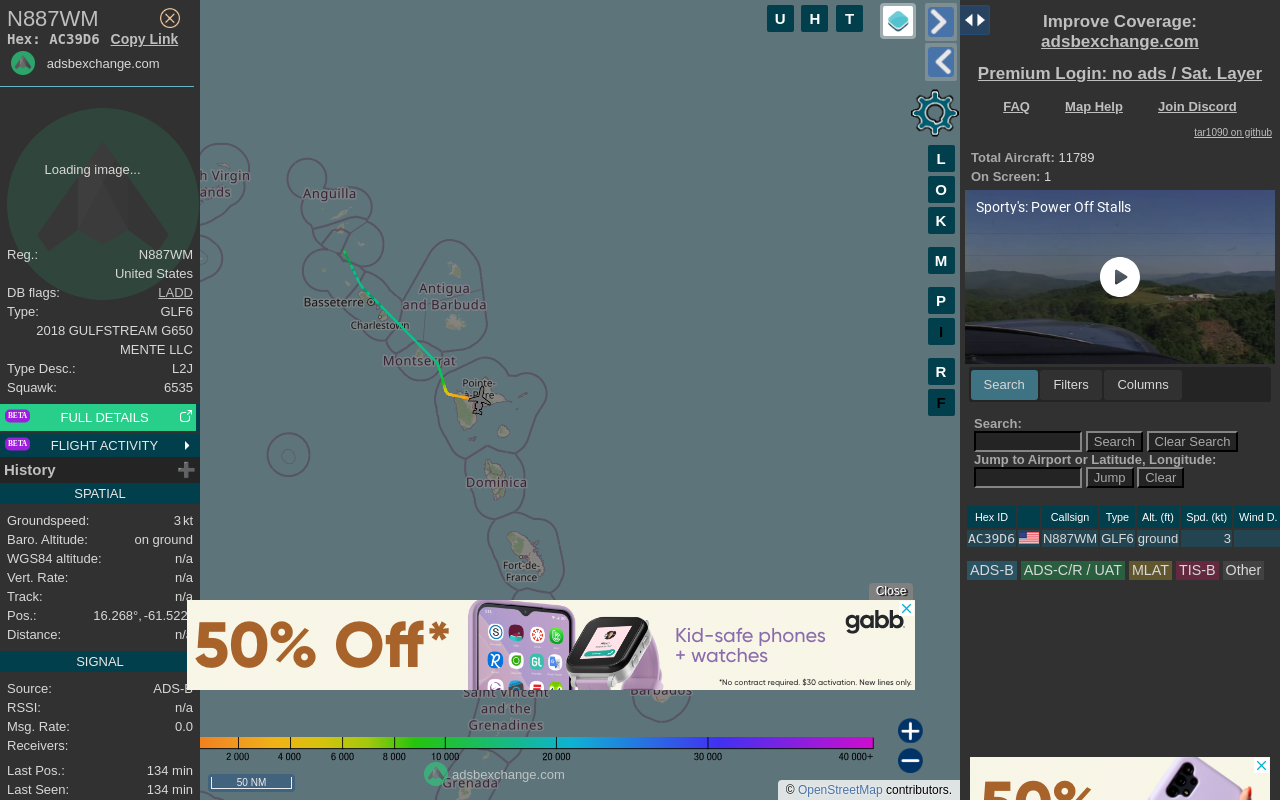 N887WM
Hex: AC39D6 Copy Link
adsbexchange.com
Loading image...
Reg.: N887WM
United States
DB flags: LADD
Type: GLF6
2018 GULFSTREAM G650
MENTE LLC
Type Desc.: L2J
Squawk: 6535
BETA FULL DETAILS
BETA FLIGHT ACTIVITY
History
SPATIAL
Groundspeed: 3 kt
Baro. Altitude: on ground
WGS84 altitude: n/a
Vert. Rate: n/a
Track: n/a
Pos.: 16.268°, -61.522
Distance: n/a
SIGNAL
Source: ADS-B
RSSI: n/a
Msg. Rate: 0.0
Receivers:
Last Pos.: 134 min
Last Seen: 134 min
U H T
L
O
K
M
P
I
R
F
h Virgin
ands
Anguilla
Antigua
and Barbuda
Basseterre
Charlestown
Montserrat
Pointe-
Dominica
Fort-de-
France
Close
50% Off*
Kid-safe phones
+ watches
gabb
*No contract required. $30 activation. New lines only.
Saint Vincent
and the
Grenadines
Barbados
2 000 4 000 6 000 8 000 10 000 20 000 30 000 40 000+
adsbexchange.com
Grenada
50 NM
© OpenStreetMap contributors.
Improve Coverage:
adsbexchange.com
Premium Login: no ads / Sat. Layer
FAQ Map Help Join Discord
tar1090 on github
Total Aircraft: 11789
On Screen: 1
Sporty's: Power Off Stalls
Search Filters Columns
Search:
Search Clear Search
Jump to Airport or Latitude, Longitude:
Jump Clear
Hex ID Callsign Type Alt. (ft) Spd. (kt) Wind D.
AC39D6 N887WM GLF6 ground 3
ADS-B ADS-C/R / UAT MLAT TIS-B Other
50%